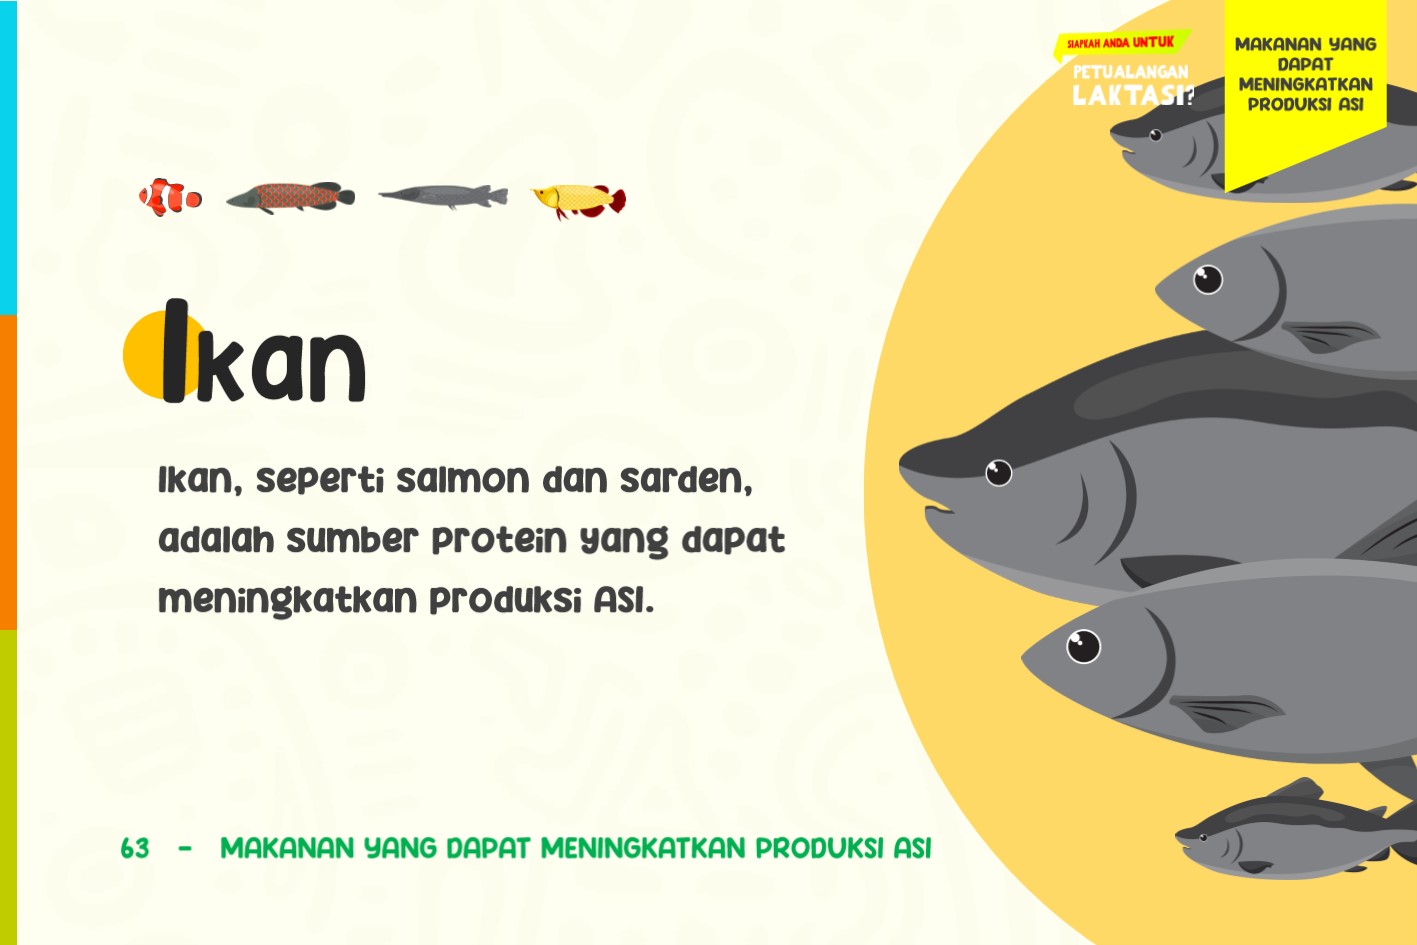 SIAPKAH ANDA UNTUK
PETUALANGAN
LAKTASI?
MAKANAN YANG
DAPAT
MENINGKATKAN
PRODUKSI ASI
Ikan
Ikan, seperti salmon dan sarden,
adalah sumber protein yang dapat
meningkatkan produksi ASI.
63 - MAKANAN YANG DAPAT MENINGKATKAN PRODUKSI ASI